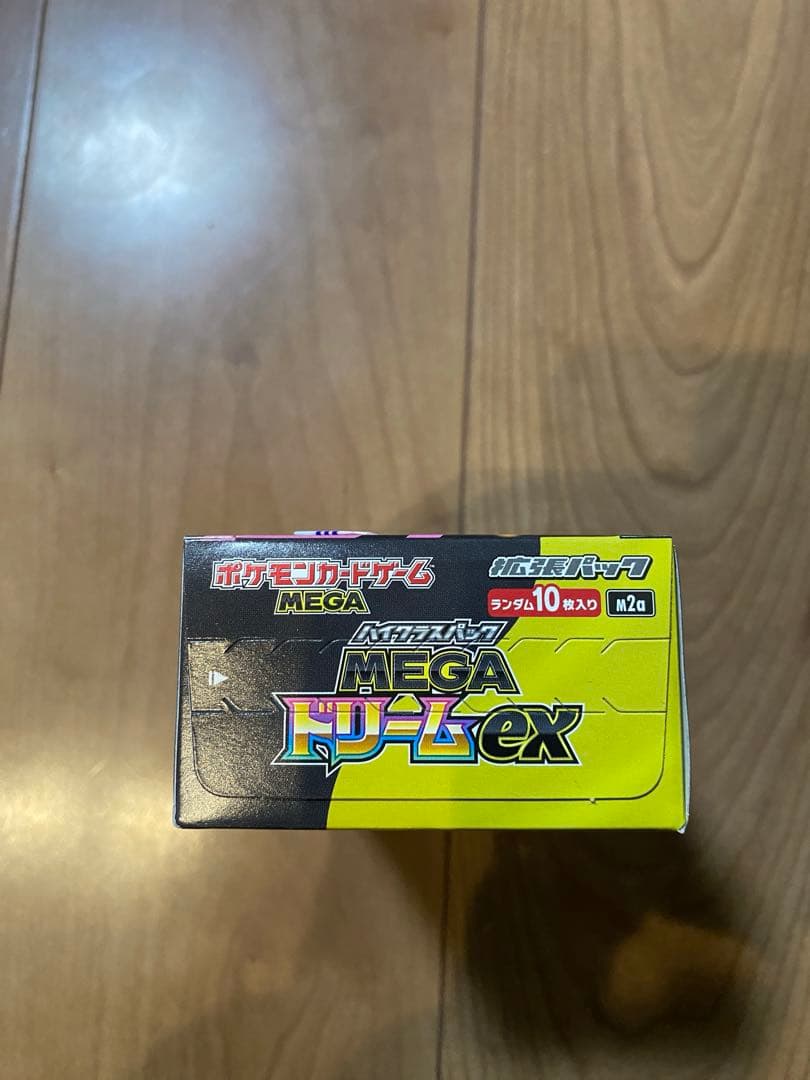 ポケモンカードゲーム
MEGA
拡張パック
ランダム10枚入り
M2a
ハイクラスパック
MEGA
ドリームex